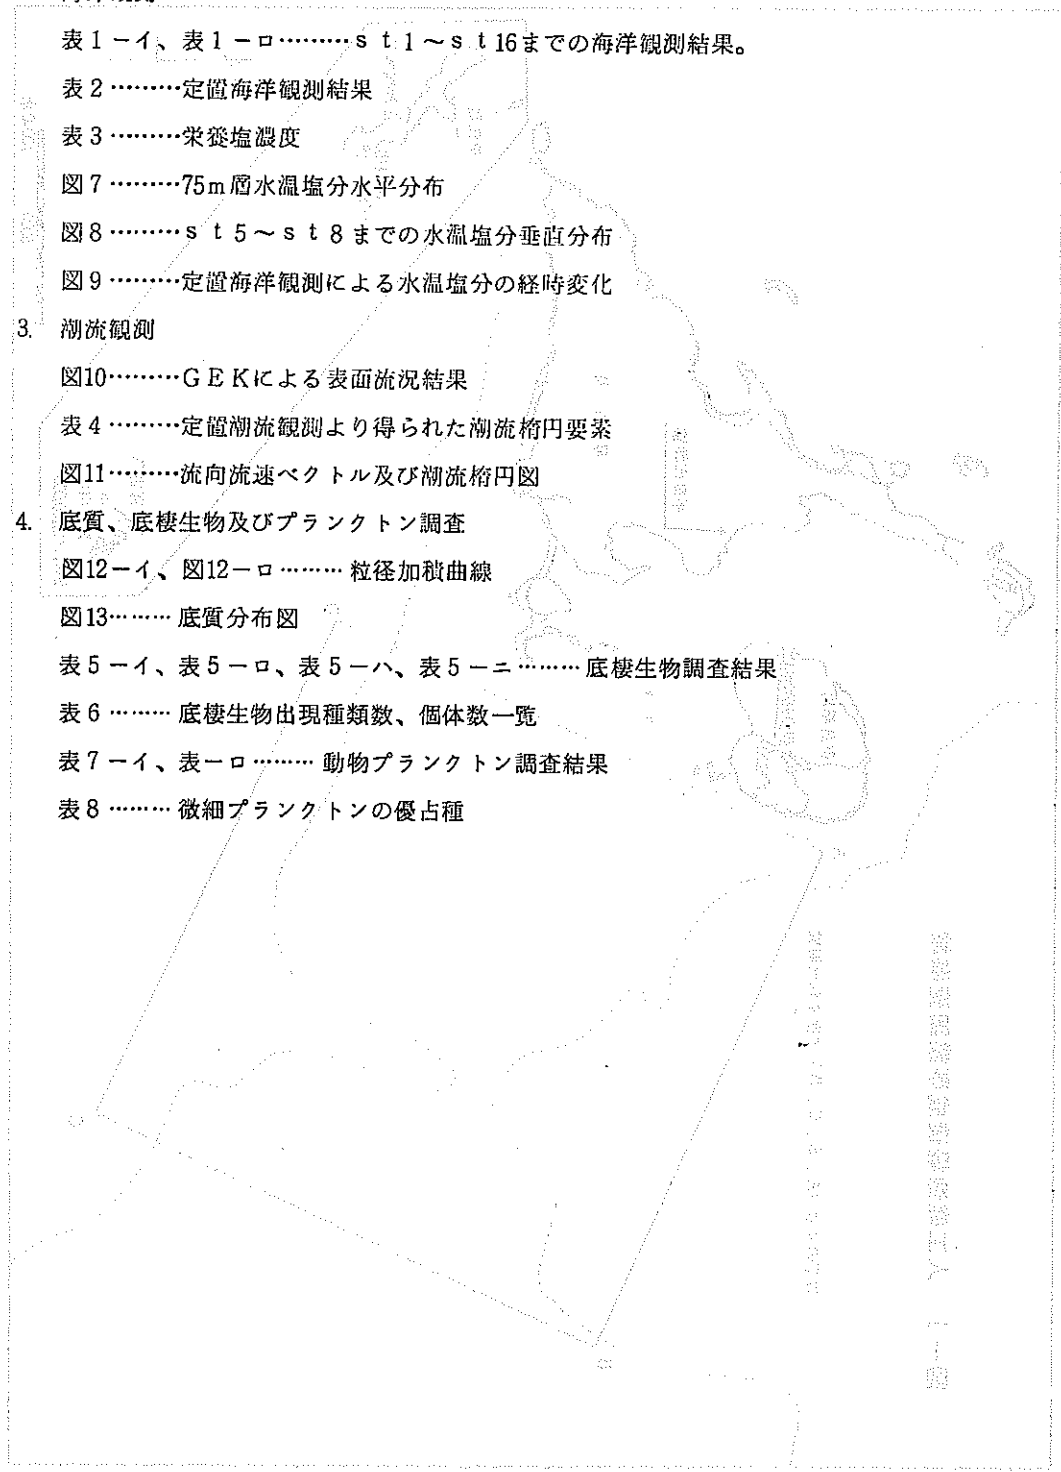 表1－イ、表1－ロ………st1～st16までの海洋観測結果。
表2………定置海洋観測結果
表3………栄養塩濃度
図7………75m層水温塩分水平分布
図8………st5～st8までの水温塩分垂直分布
図9………定置海洋観測による水温塩分の経時変化
3. 潮流観測
図10………GEKによる表面流況結果
表4………定置潮流観測より得られた潮流楕円要素
図11………流向流速ベクトル及び潮流楕円図
4. 底質、底棲生物及びプランクトン調査
図12－イ、図12－ロ………粒径加積曲線
図13………底質分布図
表5－イ、表5－ロ、表5－ハ、表5－ニ………底棲生物調査結果
表6………底棲生物出現種類数、個体数一覧
表7－イ、表－ロ………動物プランクトン調査結果
表8………微細プランクトンの優占種